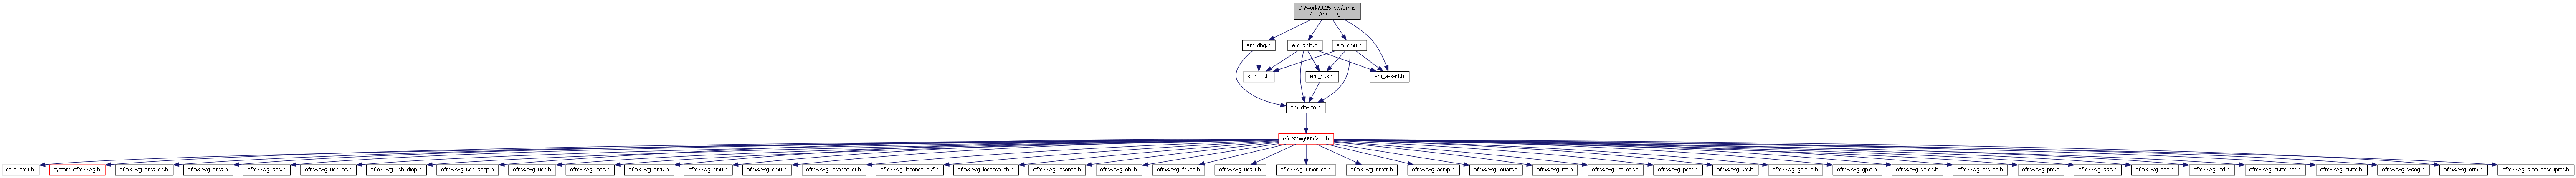 C:/work/s025_sw/emlib
/src/em_dbg.c
em_dbg.h
em_gpio.h
em_cmu.h
stdbool.h
em_bus.h
em_assert.h
em_device.h
efm32wg995f256.h
core_cm4.h
system_efm32wg.h
efm32wg_dma_ch.h
efm32wg_dma.h
efm32wg_aes.h
efm32wg_usb_hc.h
efm32wg_usb_diep.h
efm32wg_usb_doep.h
efm32wg_usb.h
efm32wg_msc.h
efm32wg_emu.h
efm32wg_rmu.h
efm32wg_cmu.h
efm32wg_lesense_st.h
efm32wg_lesense_buf.h
efm32wg_lesense_ch.h
efm32wg_lesense.h
efm32wg_ebi.h
efm32wg_fpueh.h
efm32wg_usart.h
efm32wg_timer_cc.h
efm32wg_timer.h
efm32wg_acmp.h
efm32wg_leuart.h
efm32wg_rtc.h
efm32wg_letimer.h
efm32wg_pcnt.h
efm32wg_i2c.h
efm32wg_gpio_p.h
efm32wg_gpio.h
efm32wg_vcmp.h
efm32wg_prs_ch.h
efm32wg_prs.h
efm32wg_adc.h
efm32wg_dac.h
efm32wg_lcd.h
efm32wg_burtc_ret.h
efm32wg_burtc.h
efm32wg_wdog.h
efm32wg_etm.h
efm32wg_dma_descriptor.h